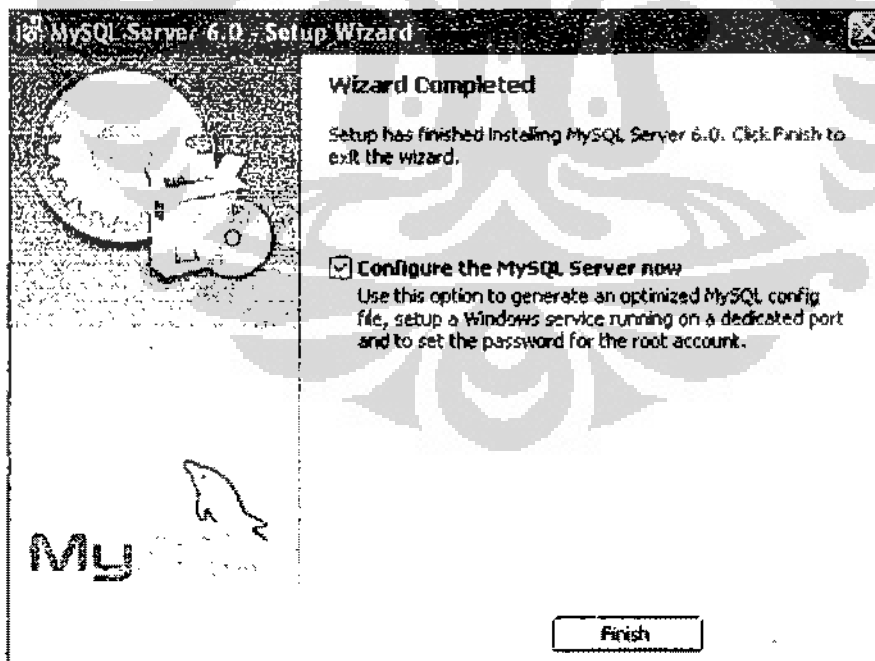 MySQL Server 6.0 - Setup Wizard
Wizard Completed
Setup has finished installing MySQL Server 6.0. Click Finish to
exit the wizard.
Configure the MySQL Server now
Use this option to generate an optimized MySQL config
file, setup a Windows service running on a dedicated port
and to set the password for the root account.
My
Finish